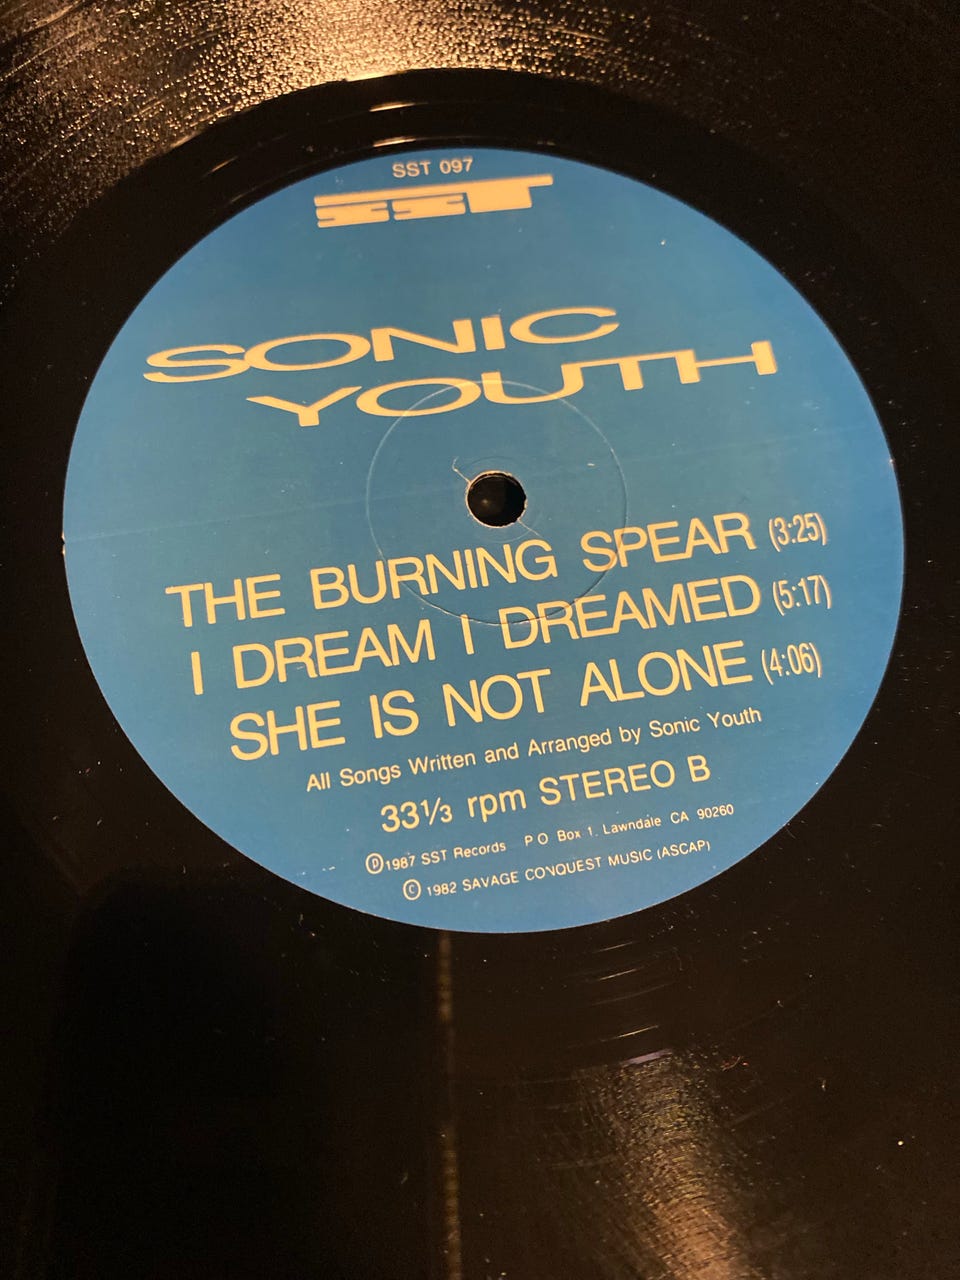 SST 097
SST
SONIC
YOUTH
THE BURNING SPEAR (3:25)
I DREAM I DREAMED (5:17)
SHE IS NOT ALONE (4:06)
All Songs Written and Arranged by Sonic Youth
33⅓ rpm STEREO B
Ⓟ1987 SST Records P O Box 1, Lawndale CA 90260
© 1982 SAVAGE CONQUEST MUSIC (ASCAP)